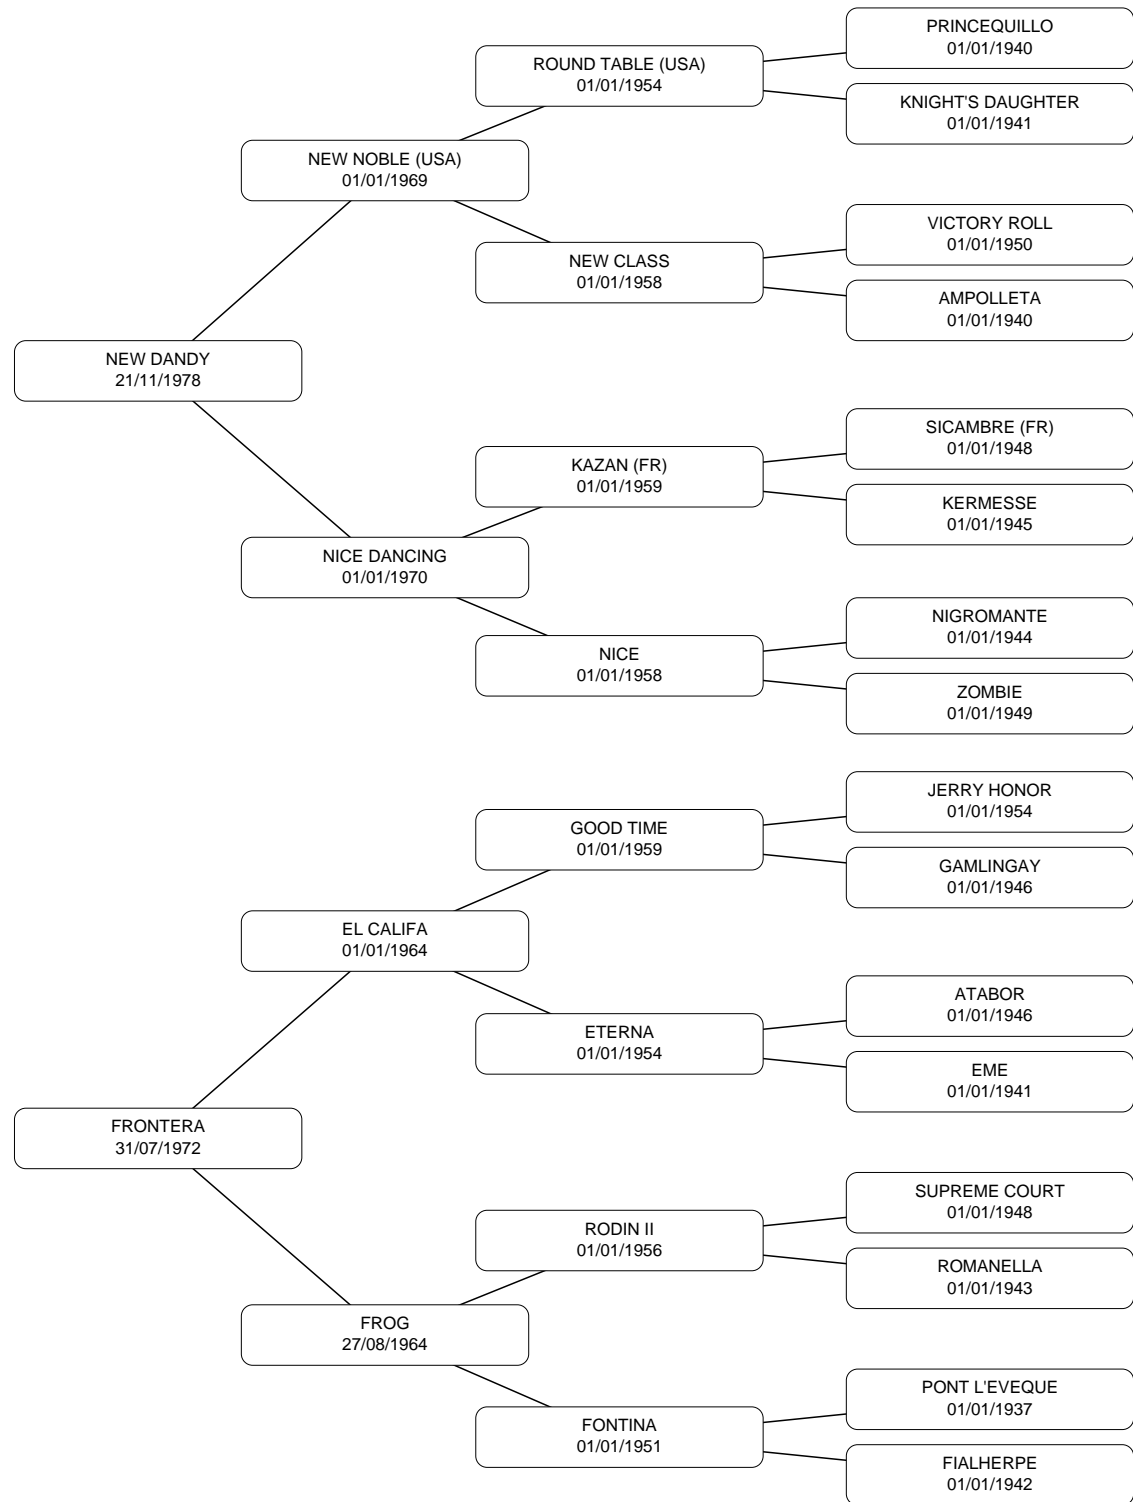 PRINCEQUILLO
01/01/1940
ROUND TABLE (USA)
01/01/1954
KNIGHT'S DAUGHTER
01/01/1941
NEW NOBLE (USA)
01/01/1969
VICTORY ROLL
01/01/1950
NEW CLASS
01/01/1958
AMPOLLETA
01/01/1940
NEW DANDY
21/11/1978
SICAMBRE (FR)
01/01/1948
KAZAN (FR)
01/01/1959
KERMESSE
01/01/1945
NICE DANCING
01/01/1970
NIGROMANTE
01/01/1944
NICE
01/01/1958
ZOMBIE
01/01/1949
JERRY HONOR
01/01/1954
GOOD TIME
01/01/1959
GAMLINGAY
01/01/1946
EL CALIFA
01/01/1964
ATABOR
01/01/1946
ETERNA
01/01/1954
EME
01/01/1941
FRONTERA
31/07/1972
SUPREME COURT
01/01/1948
RODIN II
01/01/1956
ROMANELLA
01/01/1943
FROG
27/08/1964
PONT L'EVEQUE
01/01/1937
FONTINA
01/01/1951
FIALHERPE
01/01/1942